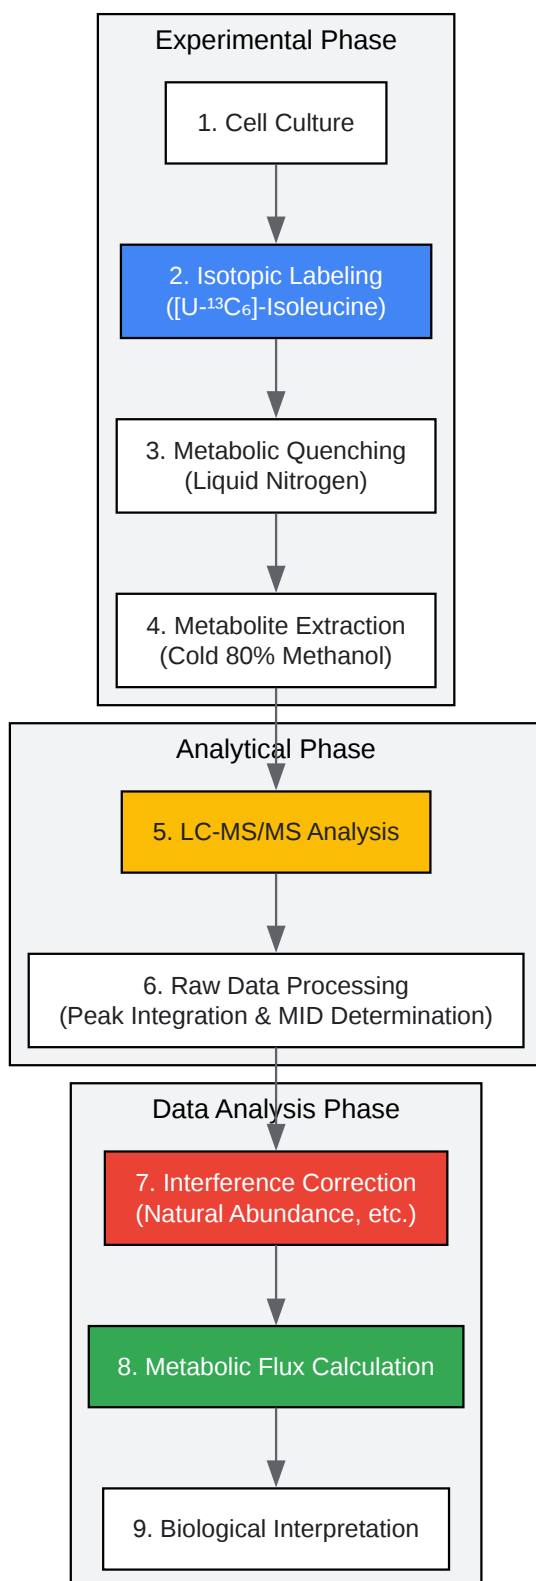 Experimental Phase
1. Cell Culture
2. Isotopic Labeling
([U-¹³C₆]-Isoleucine)
3. Metabolic Quenching
(Liquid Nitrogen)
4. Metabolite Extraction
(Cold 80% Methanol)
Analytical Phase
5. LC-MS/MS Analysis
6. Raw Data Processing
(Peak Integration & MID Determination)
Data Analysis Phase
7. Interference Correction
(Natural Abundance, etc.)
8. Metabolic Flux Calculation
9. Biological Interpretation